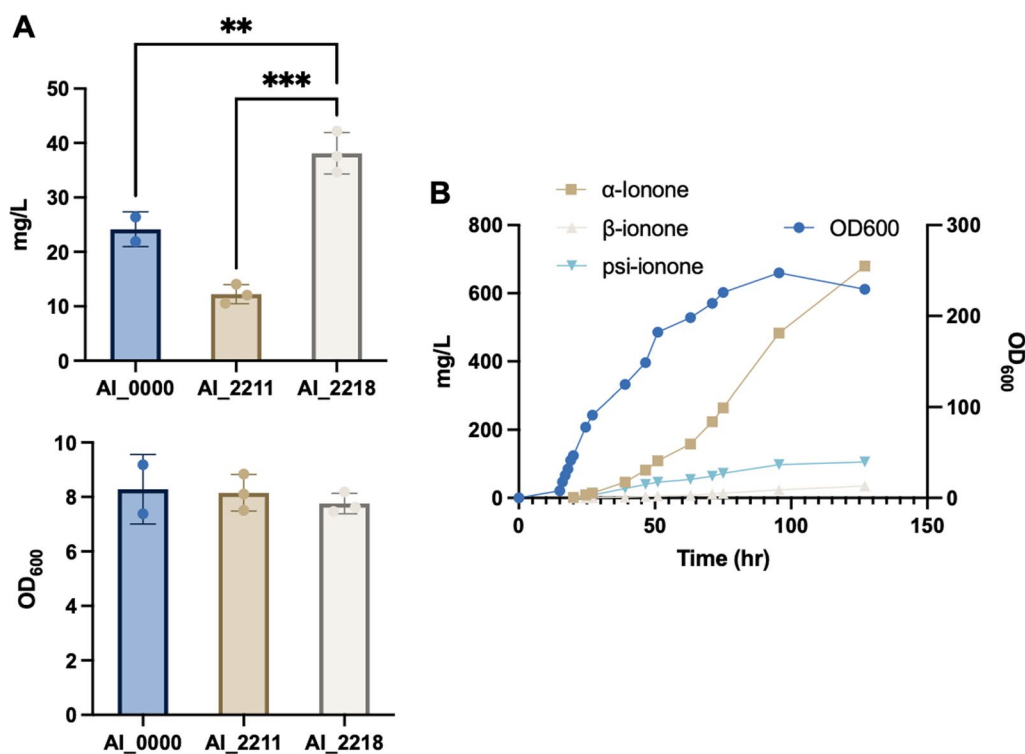 A
**
***
50
40
30
20
10
0
mg/L
AI_0000
AI_2211
AI_2218
10
8
6
4
2
0
OD600
AI_0000
AI_2211
AI_2218
B
α-Ionone
β-ionone
psi-ionone
OD600
800
600
400
200
0
mg/L
300
200
100
0
OD600
0
50
100
150
Time (hr)